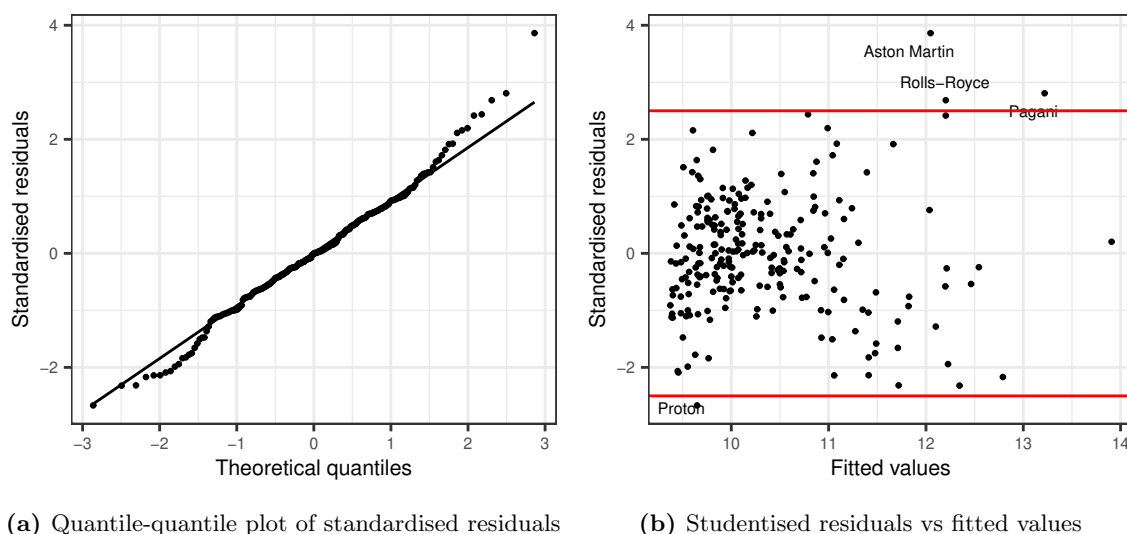 4
2
0
−2
Standardised residuals
−3
−2
−1
0
1
2
3
Theoretical quantiles
4
2
0
−2
Standardised residuals
Aston Martin
Rolls−Royce
Pagani
Proton
10
11
12
13
14
Fitted values
(a) Quantile-quantile plot of standardised residuals
(b) Studentised residuals vs fitted values